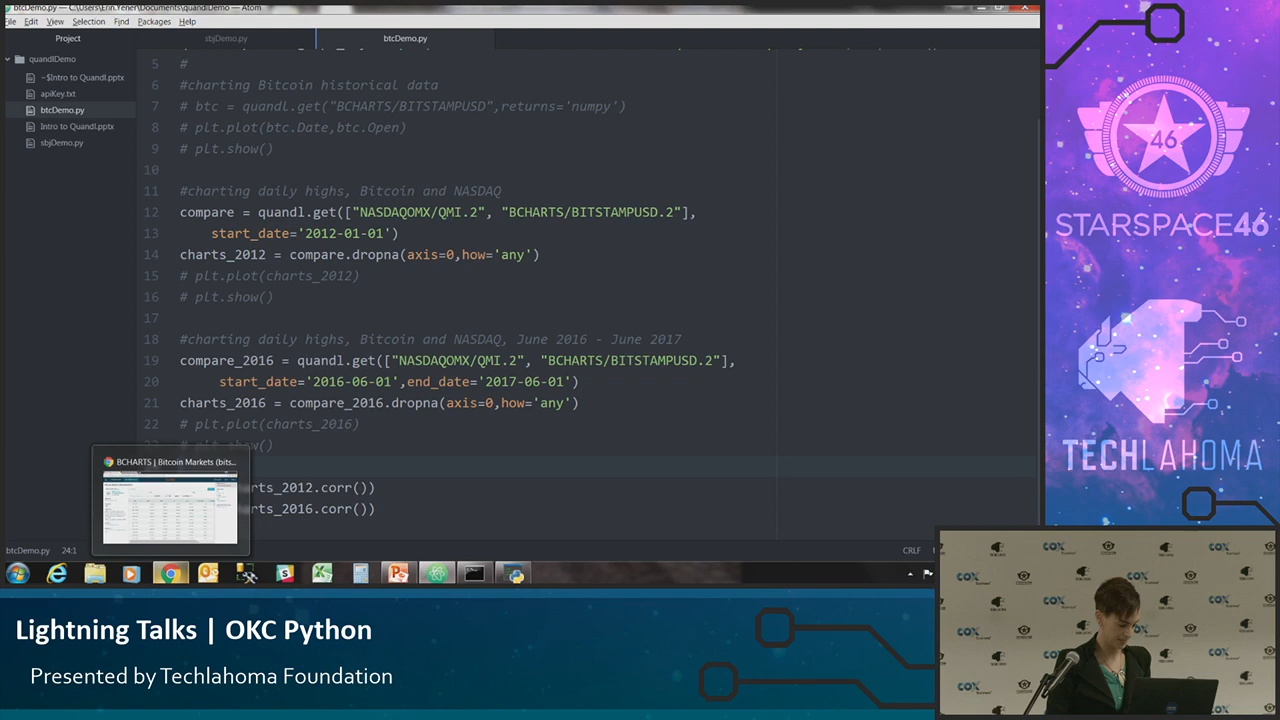 btcDemo.py — C:\Users\Erin.Yener\Documents\quandlDemo — Atom
File Edit View Selection Find Packages Help
Project
sbjDemo.py
btcDemo.py
quandlDemo
~$Intro to Quandl.pptx
apiKey.txt
btcDemo.py
Intro to Quandl.pptx
sbjDemo.py
5 #
6 #charting Bitcoin historical data
7 # btc = quandl.get("BCHARTS/BITSTAMPUSD",returns='numpy')
8 # plt.plot(btc.Date,btc.Open)
9 # plt.show()
10
11 #charting daily highs, Bitcoin and NASDAQ
12 compare = quandl.get(["NASDAQOMX/QMI.2", "BCHARTS/BITSTAMPUSD.2"],
13 start_date='2012-01-01')
14 charts_2012 = compare.dropna(axis=0,how='any')
15 # plt.plot(charts_2012)
16 # plt.show()
17
18 #charting daily highs, Bitcoin and NASDAQ, June 2016 - June 2017
19 compare_2016 = quandl.get(["NASDAQOMX/QMI.2", "BCHARTS/BITSTAMPUSD.2"],
20 start_date='2016-06-01',end_date='2017-06-01')
21 charts_2016 = compare_2016.dropna(axis=0,how='any')
22 # plt.plot(charts_2016)
23 # plt.show()
BCHARTS | Bitcoin Markets (bits...
rts_2012.corr())
rts_2016.corr())
btcDemo.py 24:1
CRLF
46
STARSPACE46
TECHLAHOMA
COX
Lightning Talks | OKC Python
Presented by Techlahoma Foundation